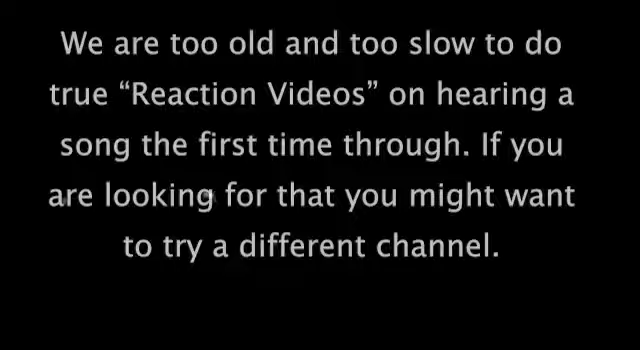 We are too old and too slow to do
true “Reaction Videos” on hearing a
song the first time through. If you
are looking for that you might want
to try a different channel.